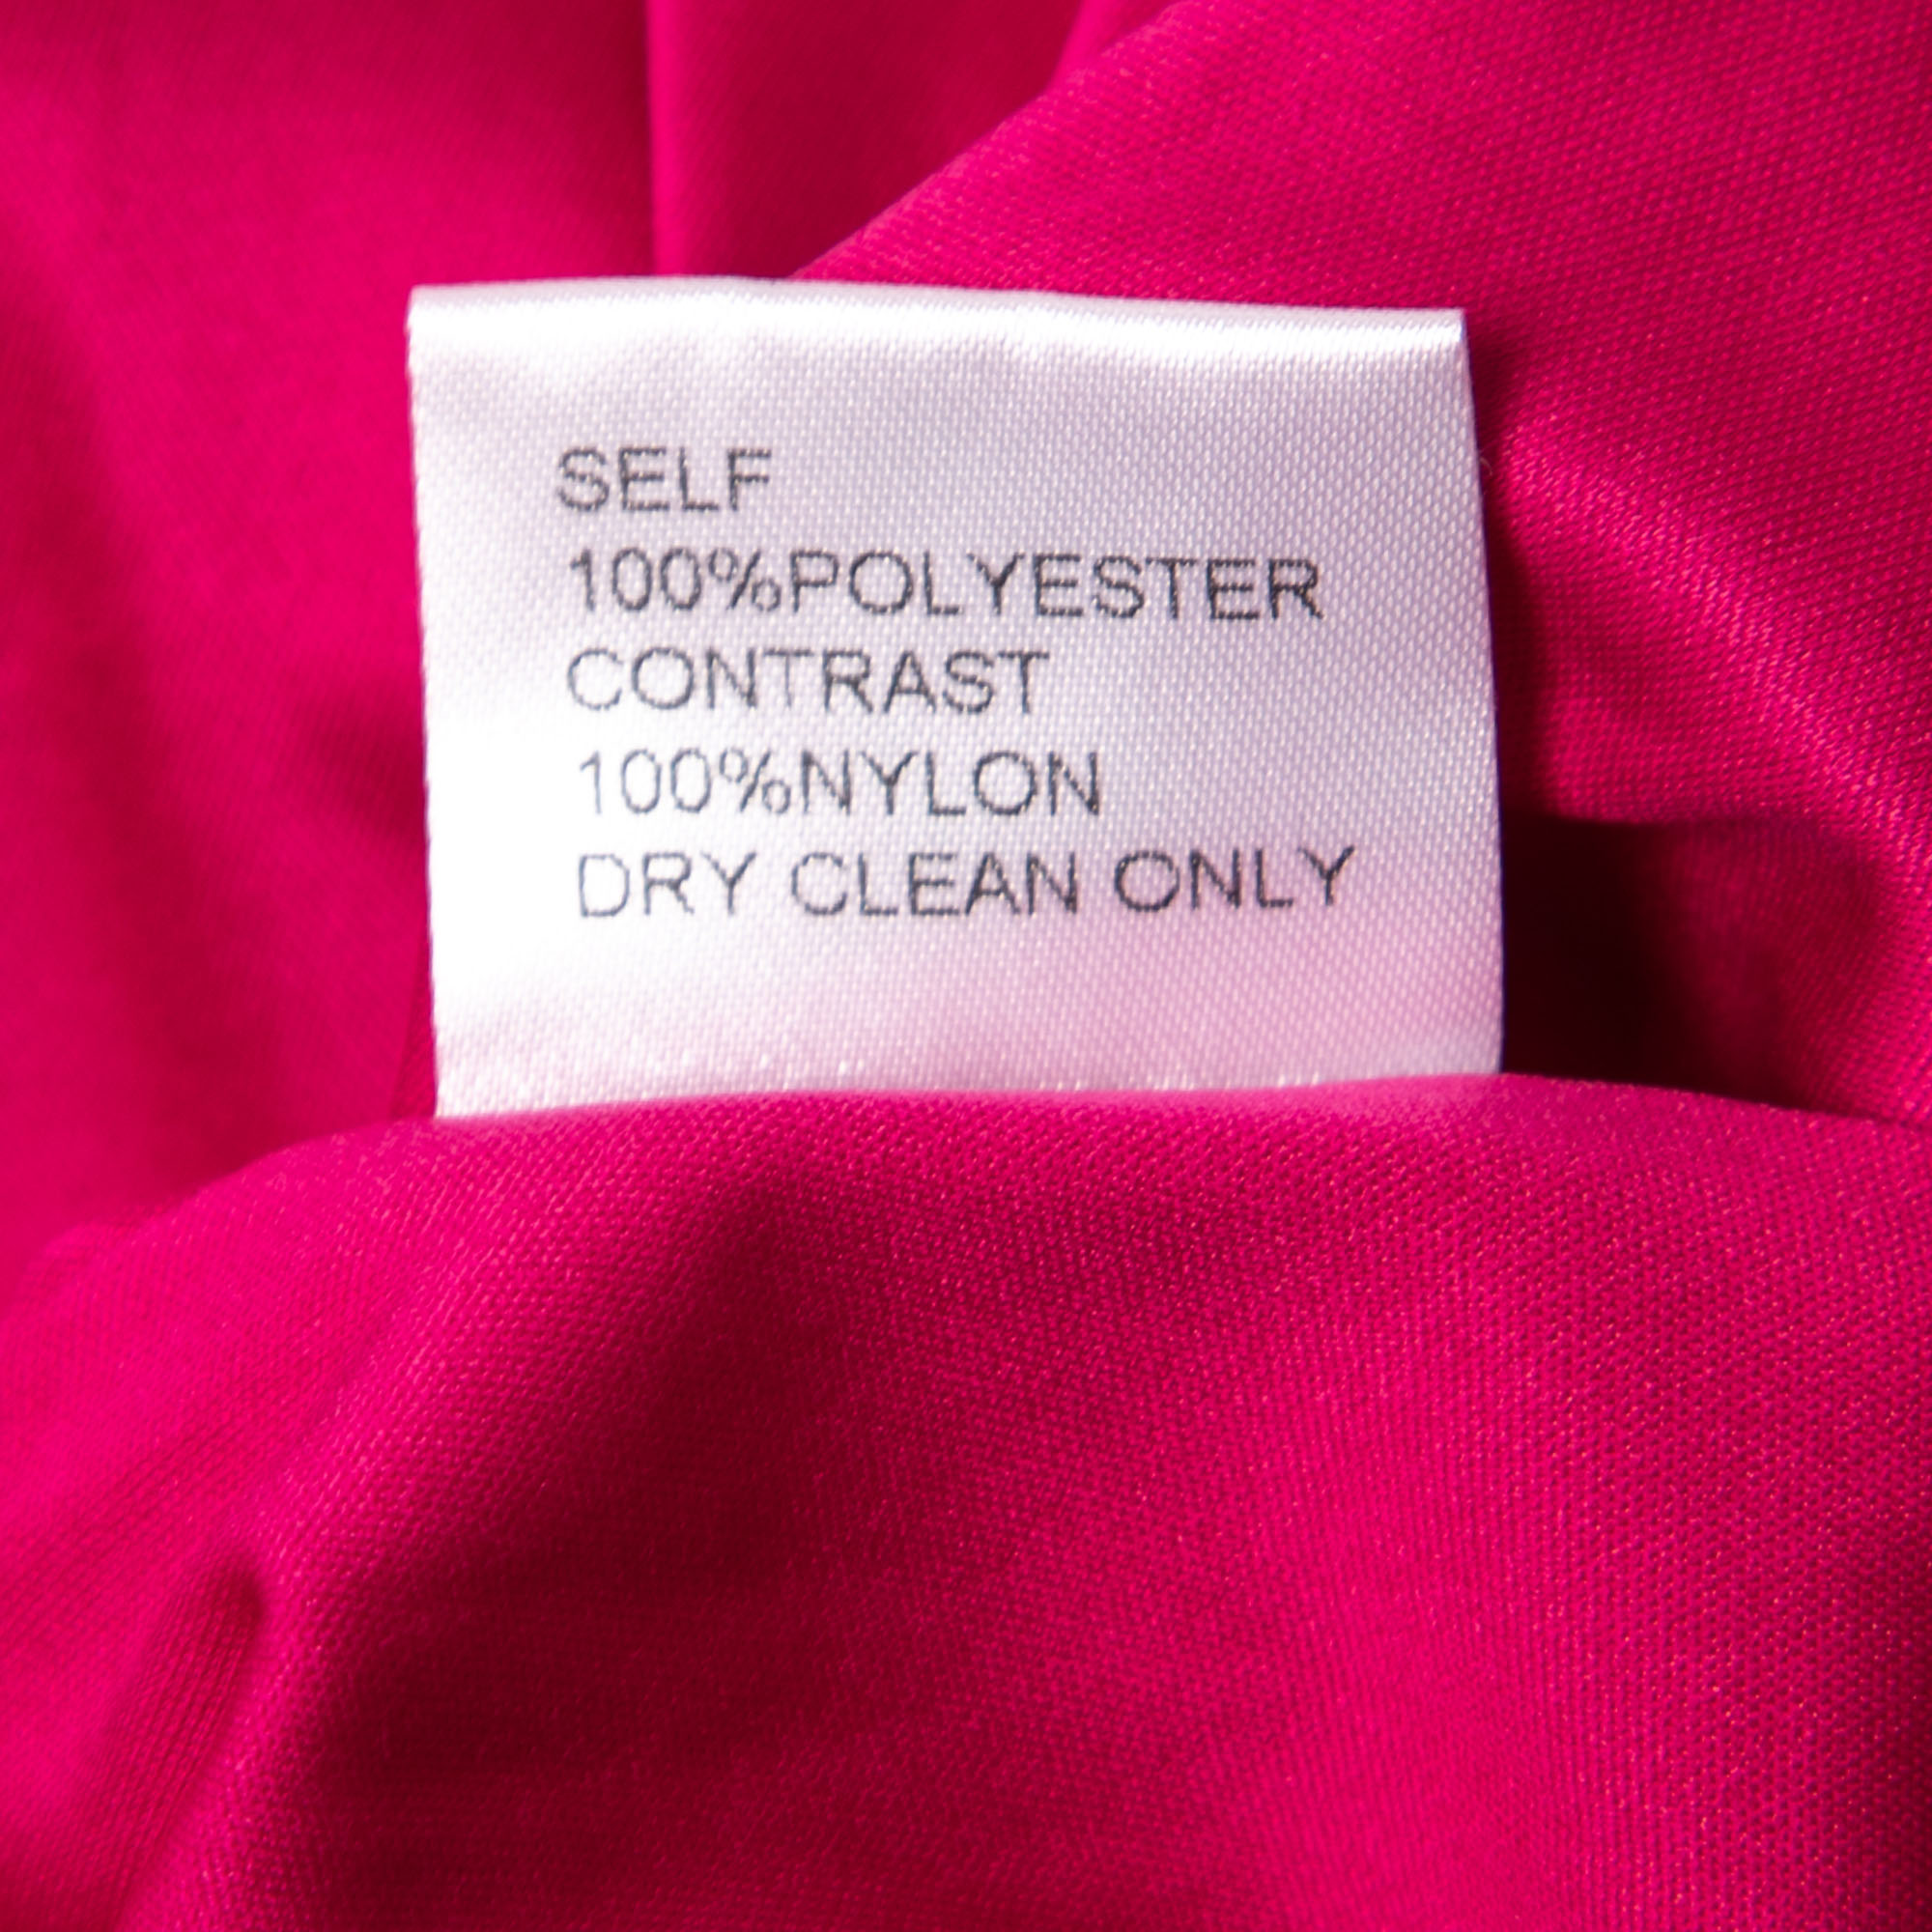 SELF
100%POLYESTER
CONTRAST
100%NYLON
DRY CLEAN ONLY